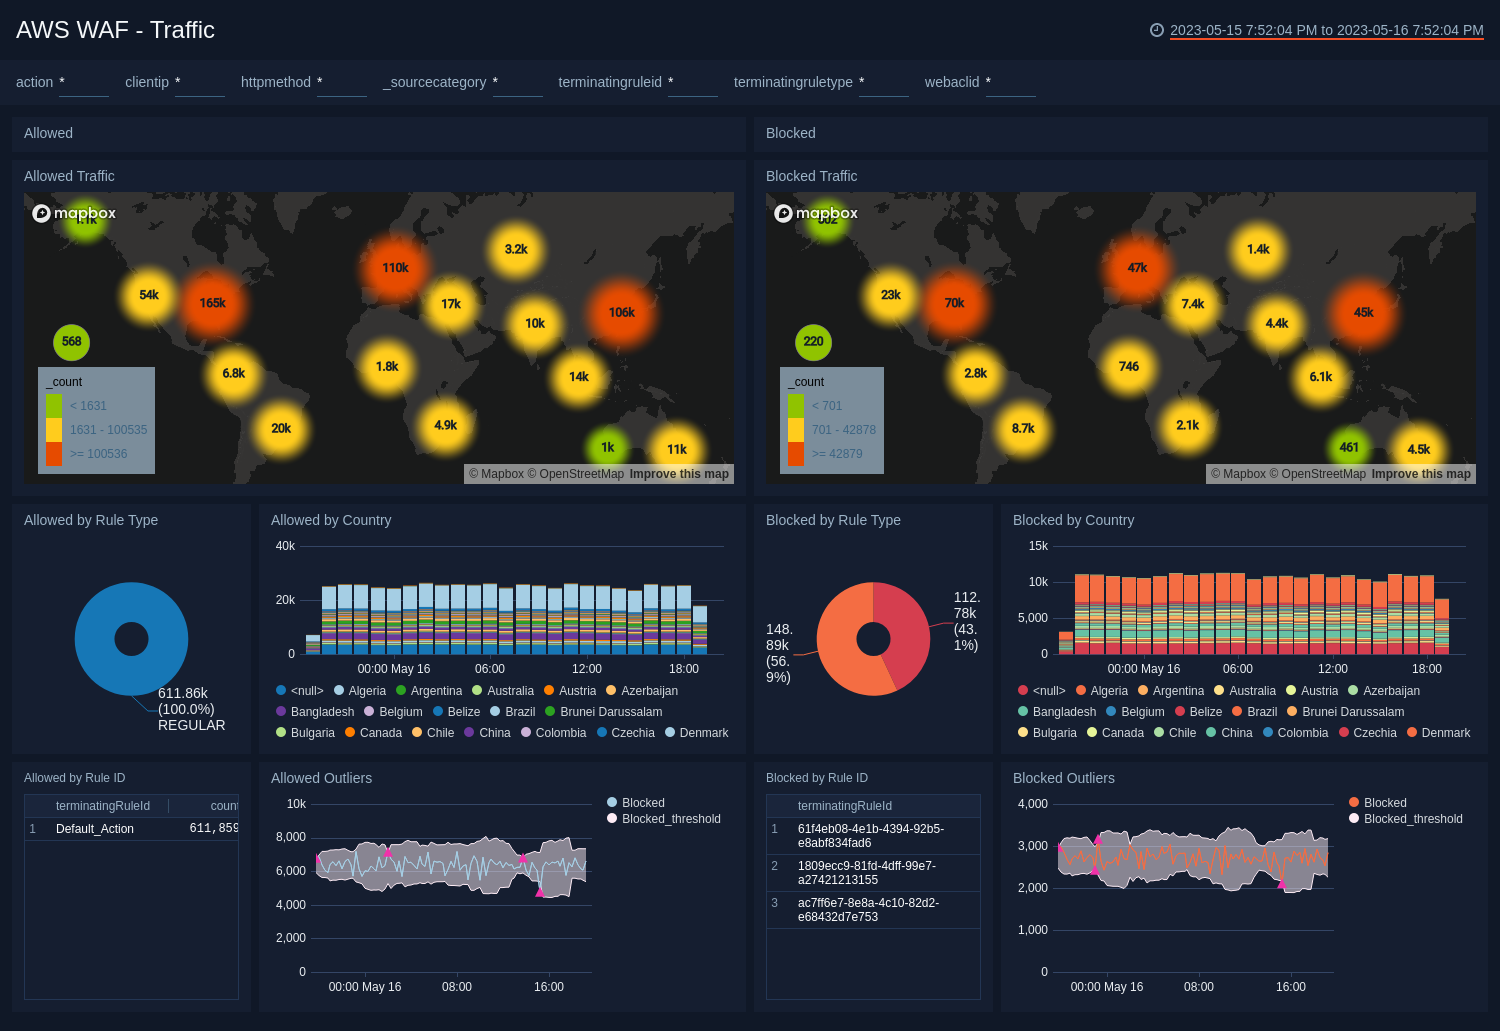 AWS WAF - Traffic
2023-05-15 7:52:04 PM to 2023-05-16 7:52:04 PM
action * clientip * httpmethod * _sourcecategory * terminatingruleid * terminatingruletype * webaclid *
Allowed
Blocked
Allowed Traffic
mapbox
1.1k
3.2k
110k
54k
165k
17k
10k
106k
568
6.8k
1.8k
14k
20k
4.9k
1k
11k
_count
< 1631
1631 - 100535
>= 100536
© Mapbox © OpenStreetMap Improve this map
Blocked Traffic
mapbox
1.4k
47k
23k
70k
7.4k
4.4k
45k
220
2.8k
746
6.1k
8.7k
2.1k
461
4.5k
_count
< 701
701 - 42878
>= 42879
© Mapbox © OpenStreetMap Improve this map
Allowed by Rule Type
611.86k
(100.0%)
REGULAR
Allowed by Country
40k
20k
0
00:00 May 16 06:00 12:00 18:00
<null> Algeria Argentina Australia Austria Azerbaijan
Bangladesh Belgium Belize Brazil Brunei Darussalam
Bulgaria Canada Chile China Colombia Czechia Denmark
Blocked by Rule Type
112.
78k
(43.
1%)
148.
89k
(56.
9%)
Blocked by Country
15k
10k
5,000
0
00:00 May 16 06:00 12:00 18:00
<null> Algeria Argentina Australia Austria Azerbaijan
Bangladesh Belgium Belize Brazil Brunei Darussalam
Bulgaria Canada Chile China Colombia Czechia Denmark
Allowed by Rule ID
terminatingRuleId count
1 Default_Action 611,859
Allowed Outliers
10k
8,000
6,000
4,000
2,000
0
00:00 May 16 08:00 16:00
Blocked
Blocked_threshold
Blocked by Rule ID
terminatingRuleId
1 61f4eb08-4e1b-4394-92b5-
e8abf834fad6
2 1809ecc9-81fd-4dff-99e7-
a27421213155
3 ac7ff6e7-8e8a-4c10-82d2-
e68432d7e753
Blocked Outliers
4,000
3,000
2,000
1,000
0
00:00 May 16 08:00 16:00
Blocked
Blocked_threshold